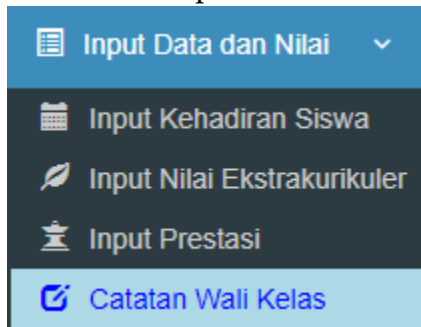 Input Data dan Nilai
Input Kehadiran Siswa
Input Nilai Ekstrakurikuler
Input Prestasi
Catatan Wali Kelas